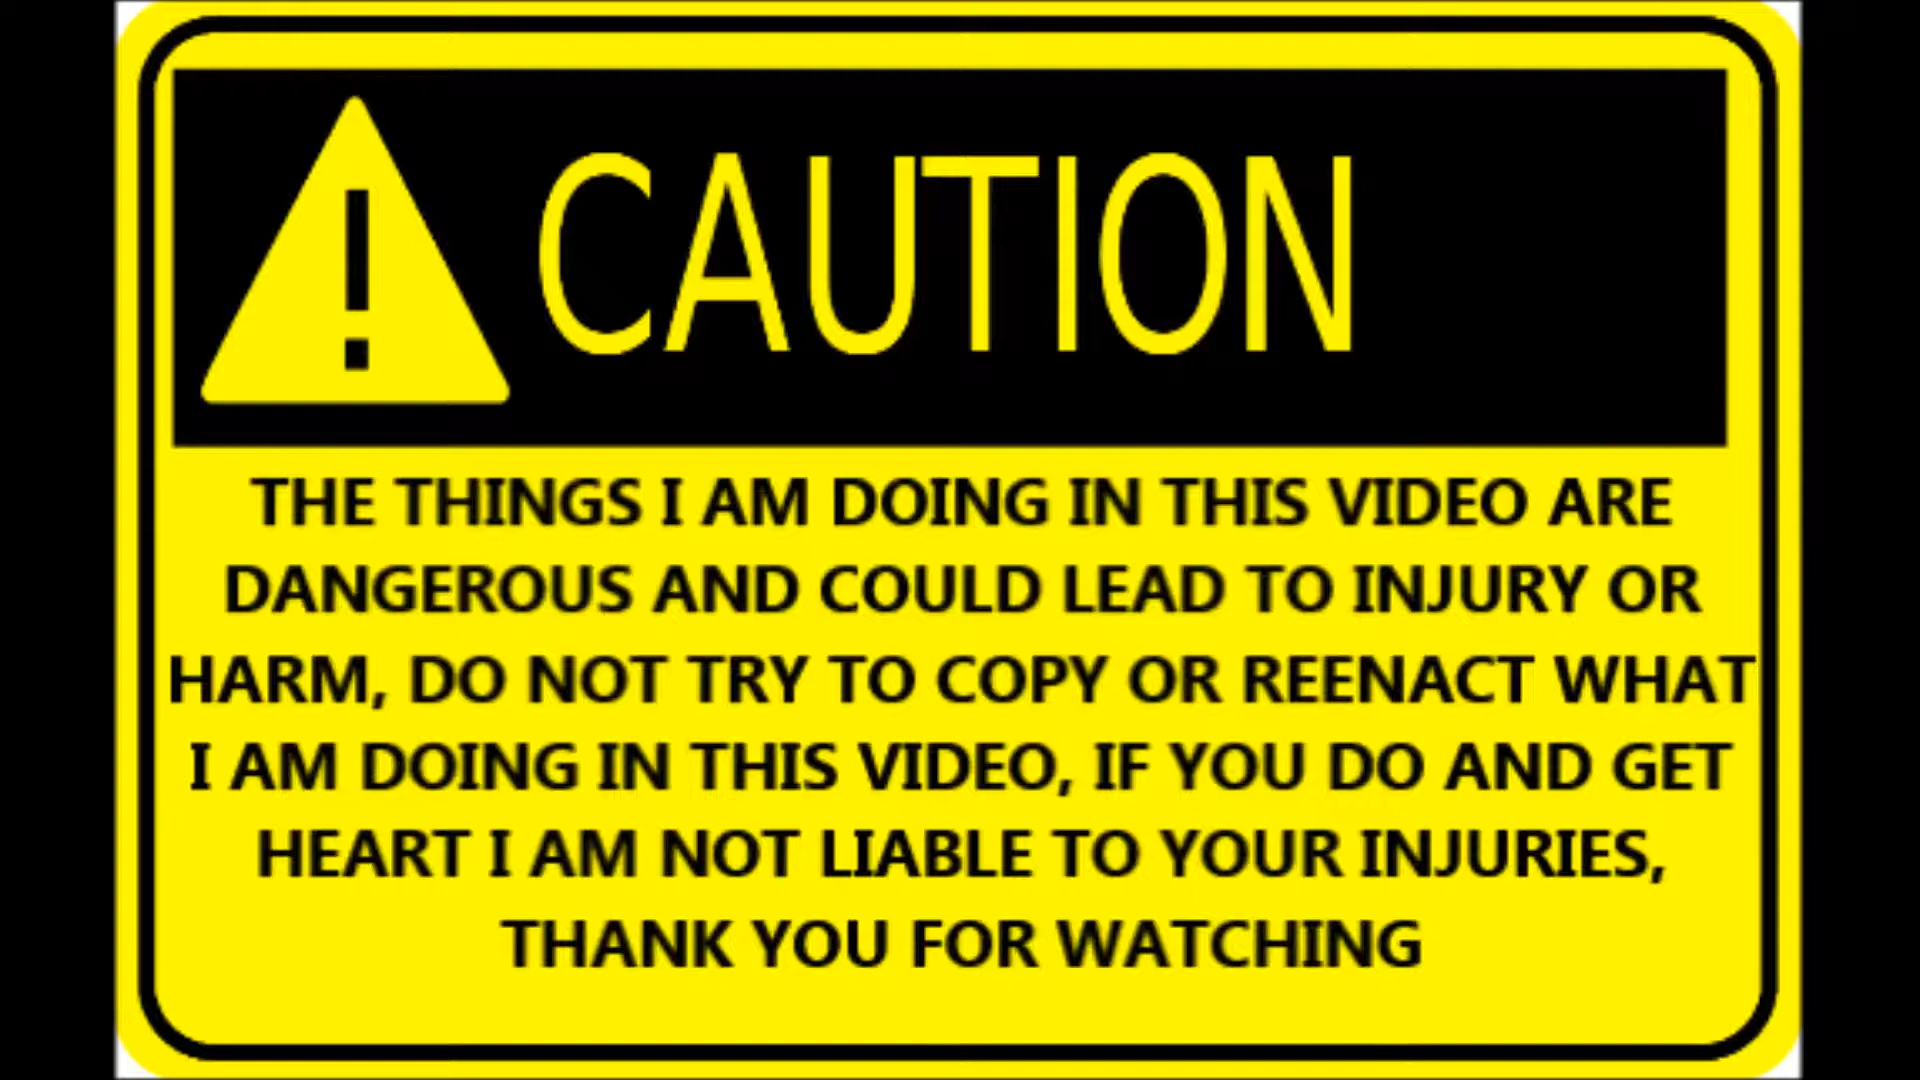 CAUTION
THE THINGS I AM DOING IN THIS VIDEO ARE
DANGEROUS AND COULD LEAD TO INJURY OR
HARM, DO NOT TRY TO COPY OR REENACT WHAT
I AM DOING IN THIS VIDEO, IF YOU DO AND GET
HEART I AM NOT LIABLE TO YOUR INJURIES,
THANK YOU FOR WATCHING